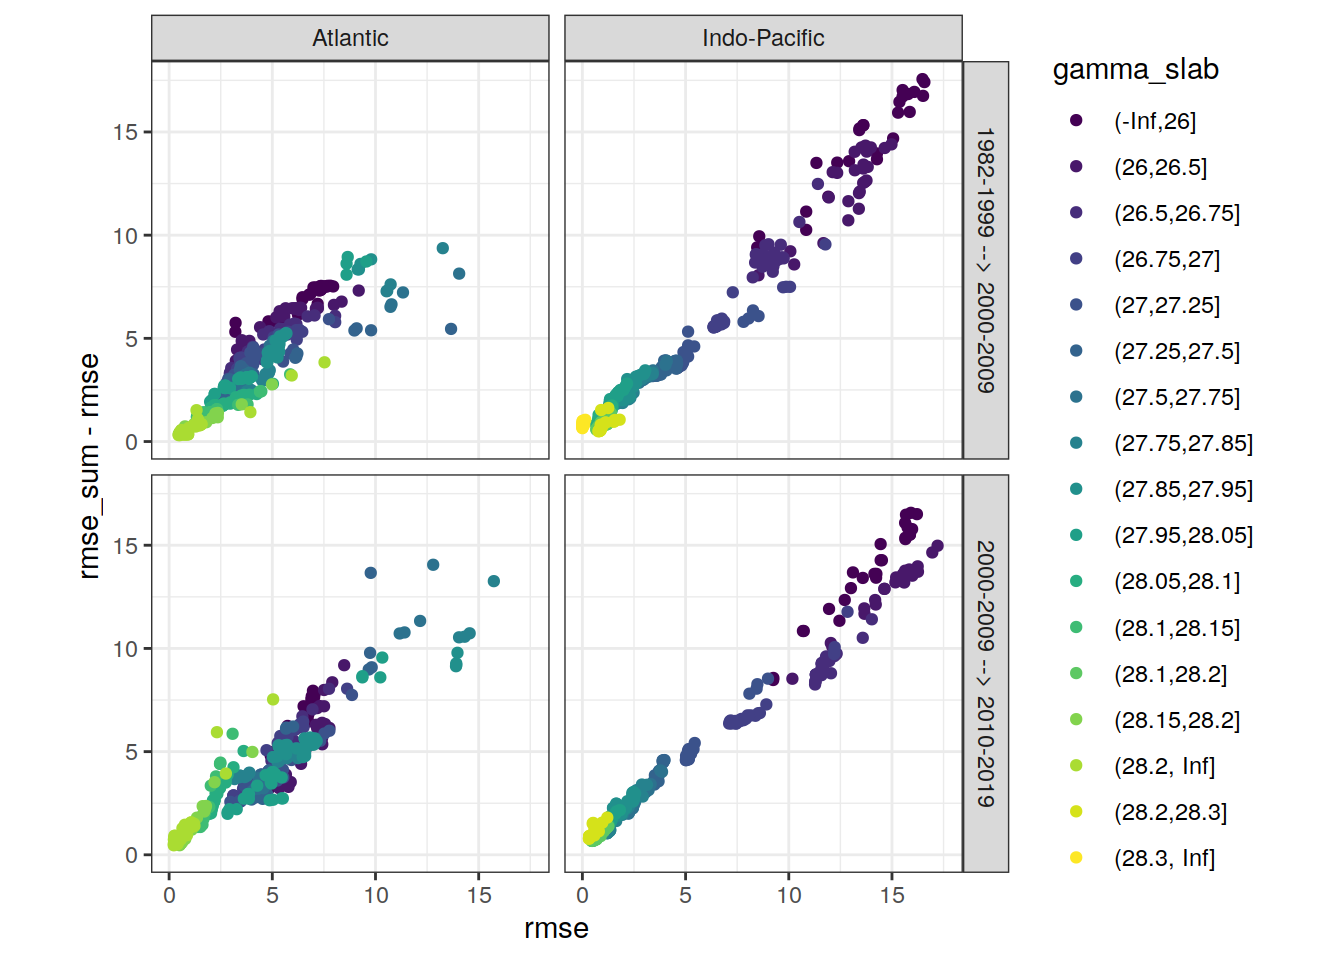 Atlantic
Indo-Pacific
gamma_slab
(-Inf,26]
(26,26.5]
(26.5,26.75]
(26.75,27]
(27,27.25]
(27.25,27.5]
(27.5,27.75]
(27.75,27.85]
(27.85,27.95]
(27.95,28.05]
(28.05,28.1]
(28.1,28.15]
(28.1,28.2]
(28.15,28.2]
(28.2, Inf]
(28.2,28.3]
(28.3, Inf]
1982-1999 --> 2000-2009
2000-2009 --> 2010-2019
rmse_sum - rmse
15
10
5
0
15
10
5
0
0 5 10 15
0 5 10 15
rmse